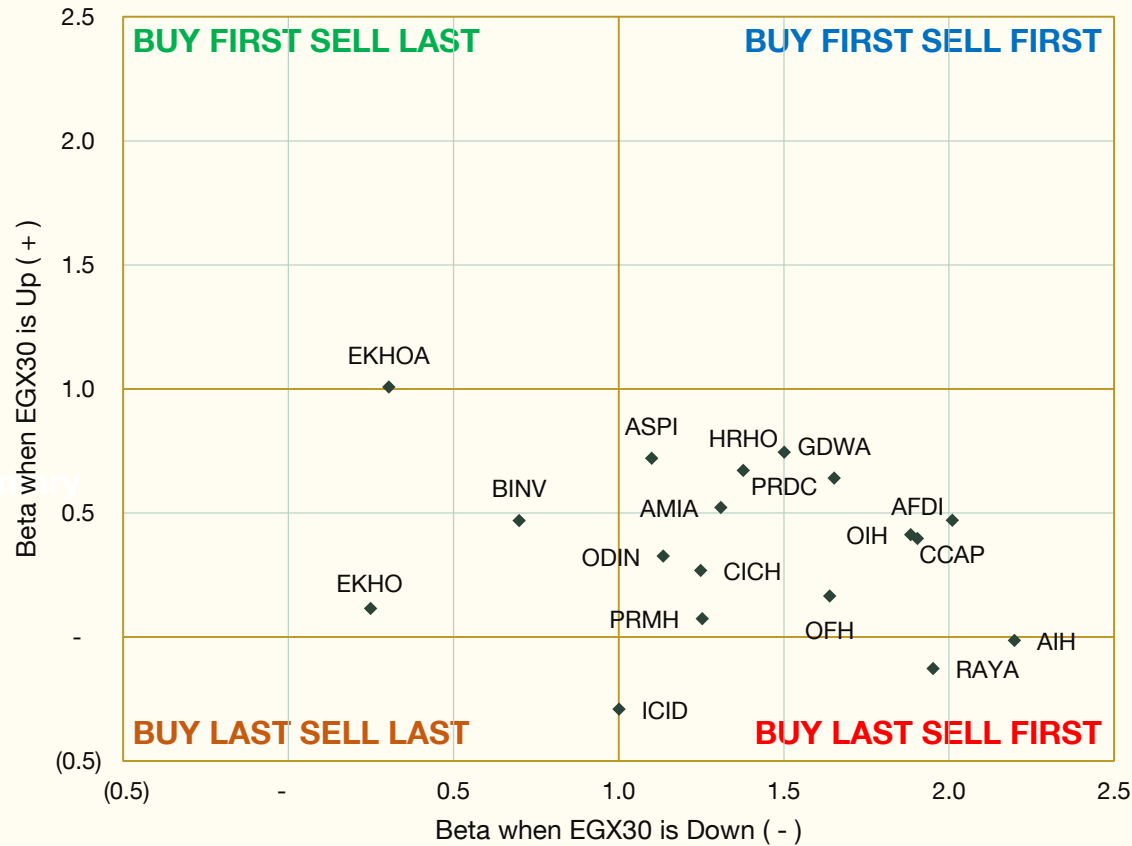 2.5
BUY FIRST SELL LAST
BUY FIRST SELL FIRST
2.0
1.5
Beta when EGX30 is Up ( + )
EKHOA
1.0
ASPI
HRHO
GDWA
PRDC
BINV
0.5
AMIA
AFDI
OIH
CCAP
ODIN
CICH
EKHO
PRMH
OFH
-
AIH
RAYA
ICID
BUY LAST SELL LAST
BUY LAST SELL FIRST
(0.5)
(0.5)
-
0.5
1.0
1.5
2.0
2.5
Beta when EGX30 is Down ( - )